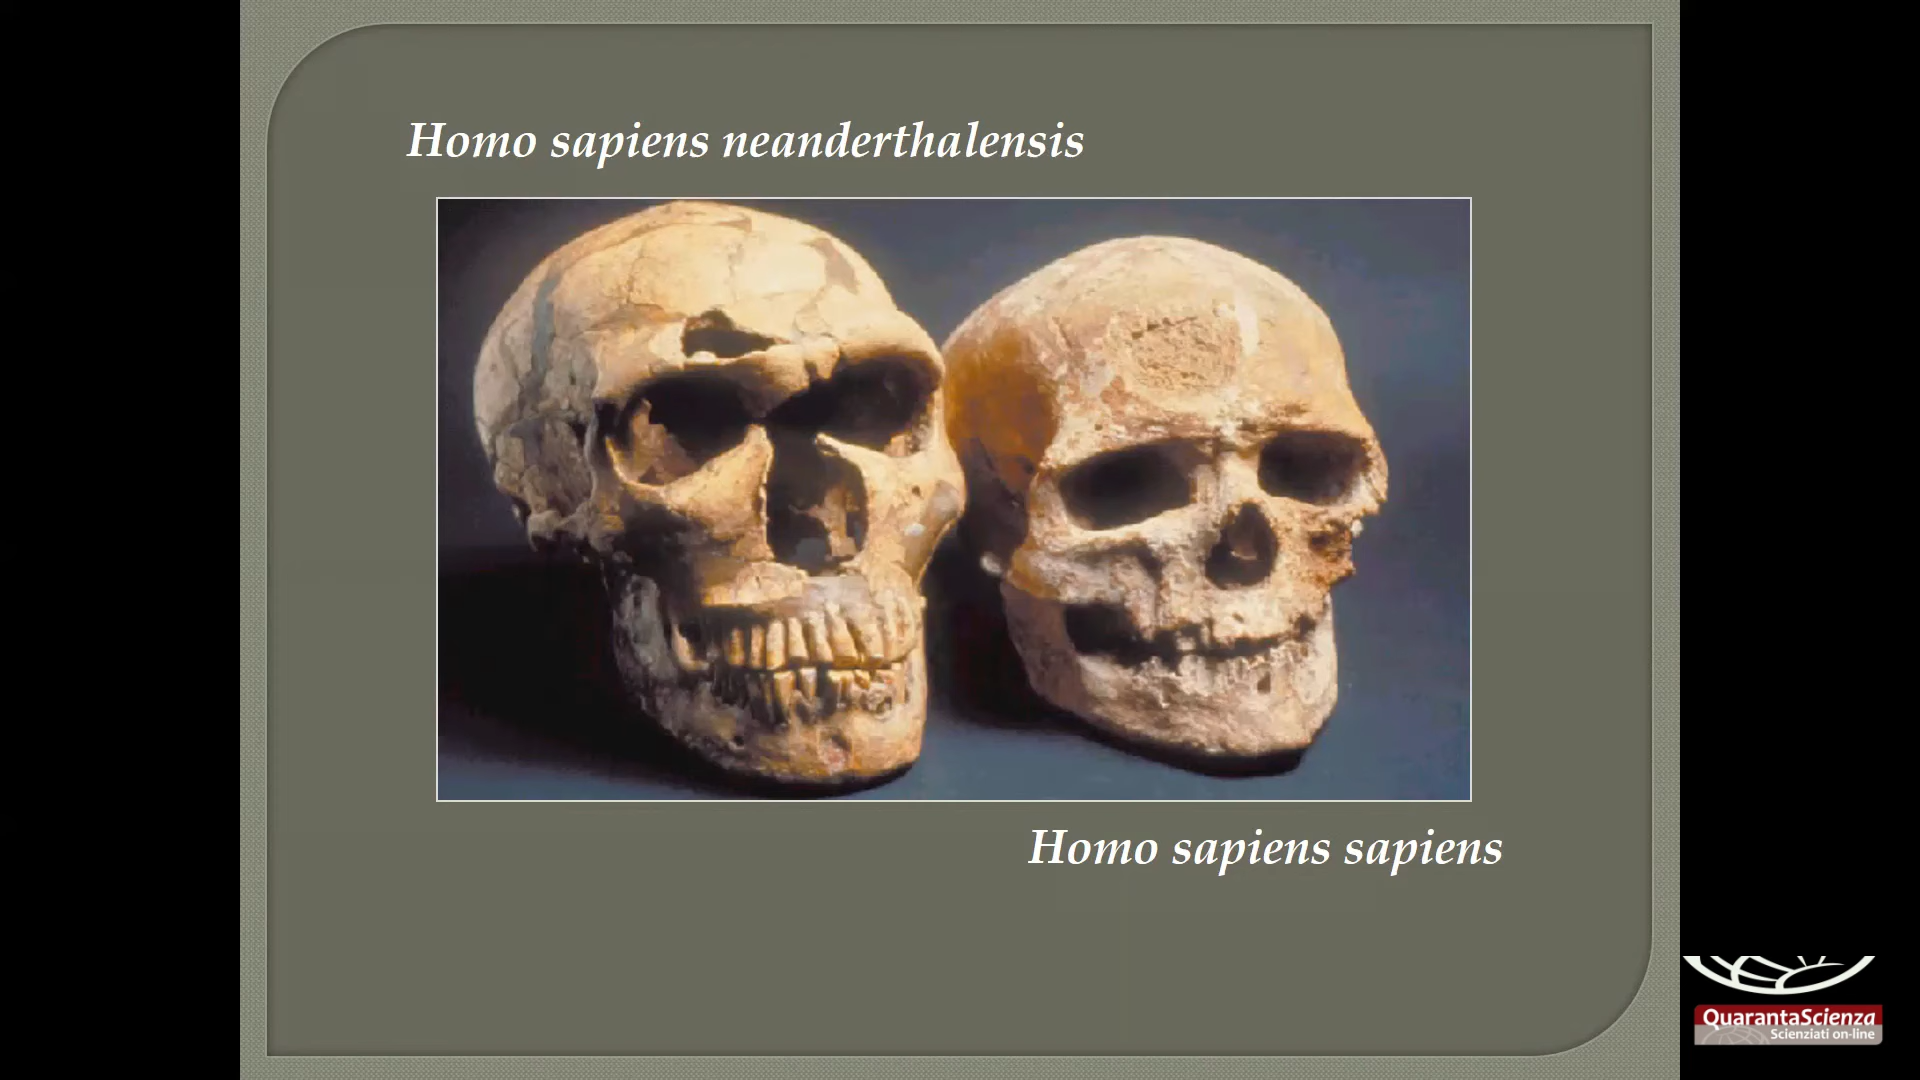 Homo sapiens neanderthalensis
Homo sapiens sapiens
QuarantaScienza
Scienziati on-line